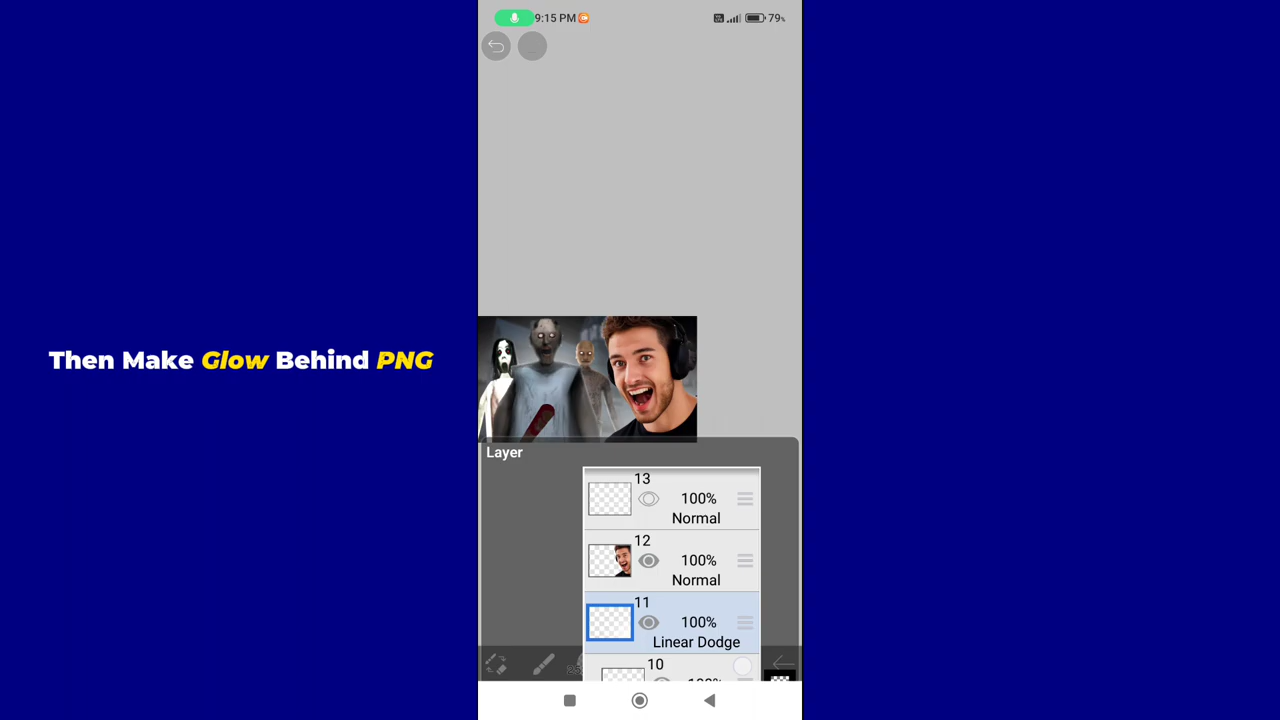 9:15 PM
79%
Then Make Glow Behind PNG
Layer
13
100%
Normal
12
100%
Normal
11
100%
Linear Dodge
10